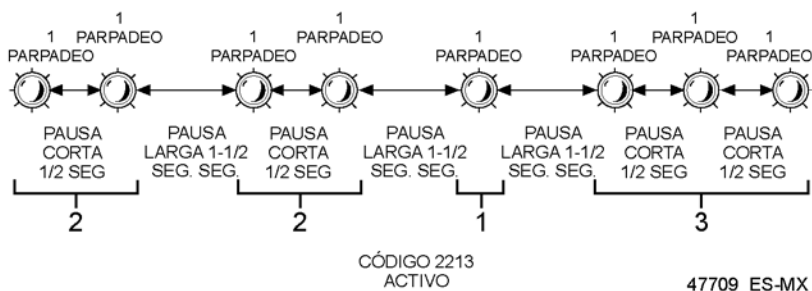 1
PARPADEO
1
PARPADEO
1
PARPADEO
1
PARPADEO
1
PARPADEO
1
PARPADEO
1
PARPADEO
1
PARPADEO
PAUSA
CORTA
1/2 SEG
PAUSA
LARGA 1-1/2
SEG. SEG.
PAUSA
CORTA
1/2 SEG
PAUSA
LARGA 1-1/2
SEG. SEG.
PAUSA
LARGA 1-1/2
SEG. SEG.
PAUSA
CORTA
1/2 SEG
PAUSA
CORTA
1/2 SEG
2
2
1
3
CÓDIGO 2213
ACTIVO
47709 ES-MX